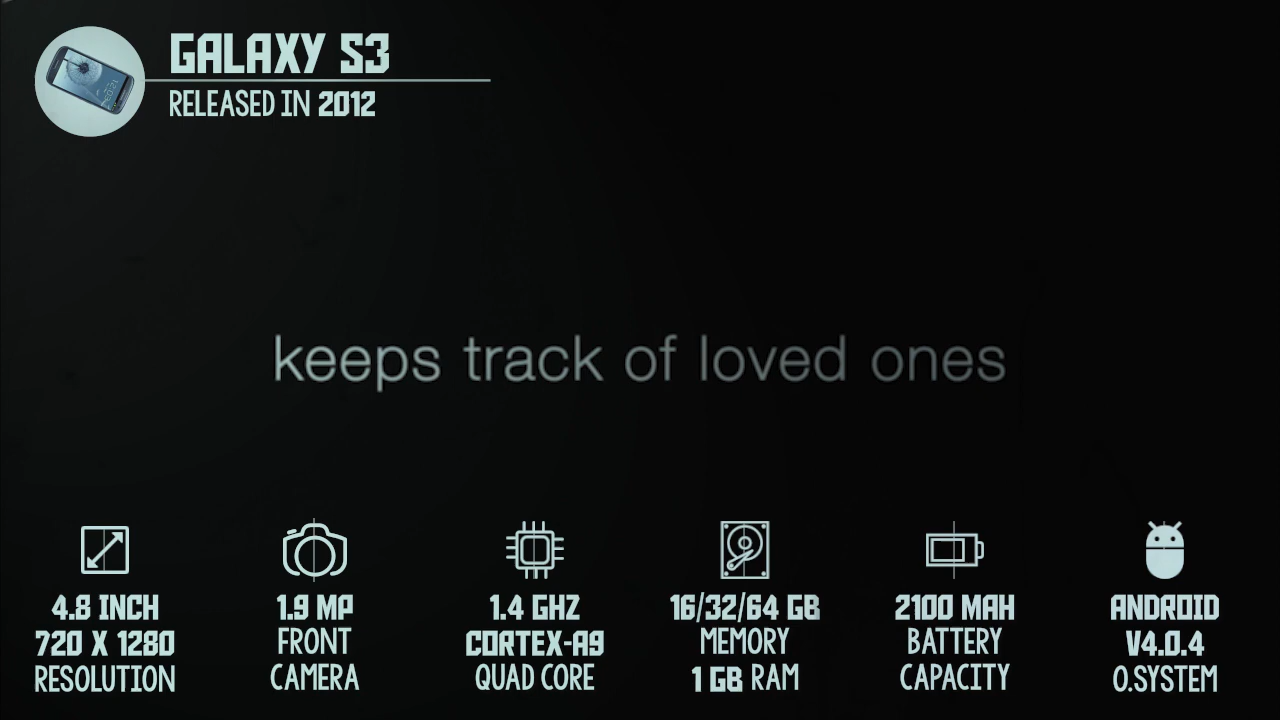 GALAXY S3
RELEASED IN 2012
keeps track of loved ones
4.8 INCH
720 X 1280
RESOLUTION
1.9 MP
FRONT
CAMERA
1.4 GHZ
CORTEX-A9
QUAD CORE
16/32/64 GB
MEMORY
1 GB RAM
2100 MAH
BATTERY
CAPACITY
ANDROID
V4.0.4
O.SYSTEM